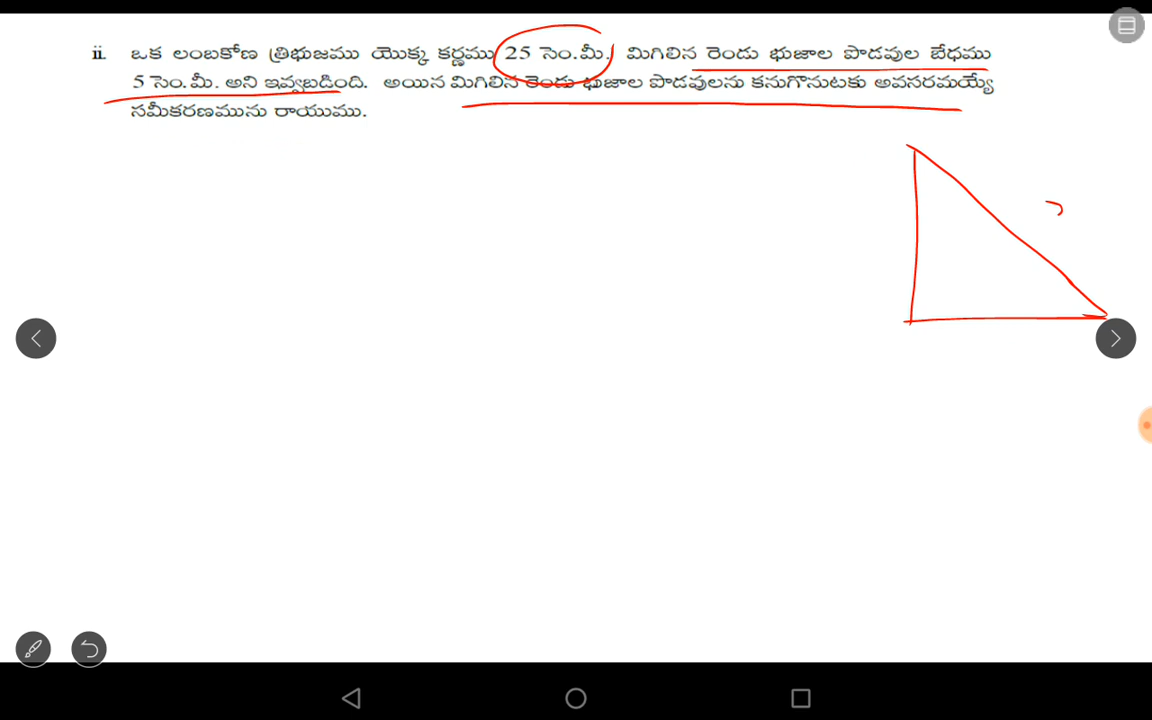 ii. ఒక లంబకోణ త్రిభుజము యొక్క కర్ణము 25 సెం.మీ. మిగిలిన రెండు భుజాల పొడవుల బేధము
5 సెం.మీ. అని ఇవ్వబడింది. అయిన మిగిలిన రెండు భుజాల పొడవులను కనుగొనుటకు అవసరమయ్యే
సమీకరణమును రాయుము.